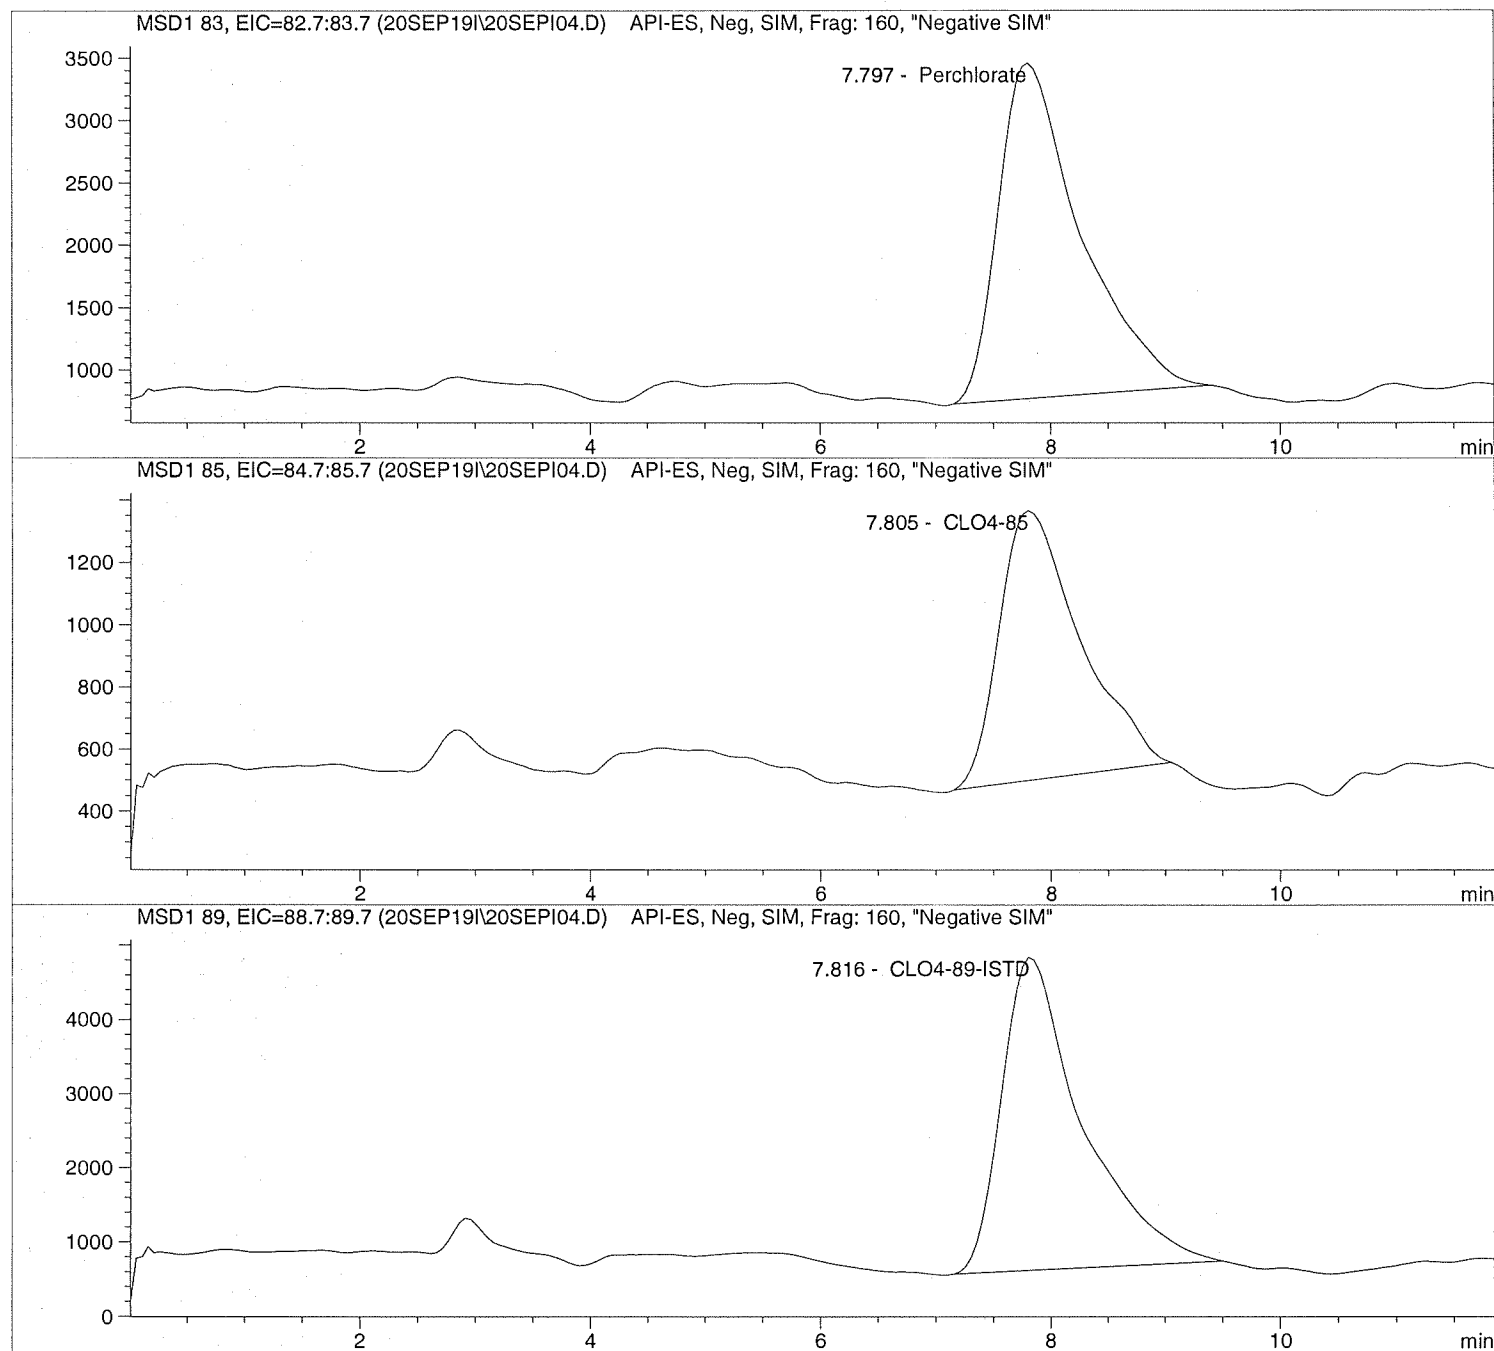 MSD1 83, EIC=82.7:83.7 (20SEP19I\20SEPI04.D) API-ES, Neg, SIM, Frag: 160, "Negative SIM"
3500
7.797 - Perchlorate
3000
2500
2000
1500
1000
2 4 6 8 10 min
MSD1 85, EIC=84.7:85.7 (20SEP19I\20SEPI04.D) API-ES, Neg, SIM, Frag: 160, "Negative SIM"
7.805 - CLO4-85
1200
1000
800
600
400
2 4 6 8 10 min
MSD1 89, EIC=88.7:89.7 (20SEP19I\20SEPI04.D) API-ES, Neg, SIM, Frag: 160, "Negative SIM"
7.816 - CLO4-89-ISTD
4000
3000
2000
1000
0
2 4 6 8 10 min